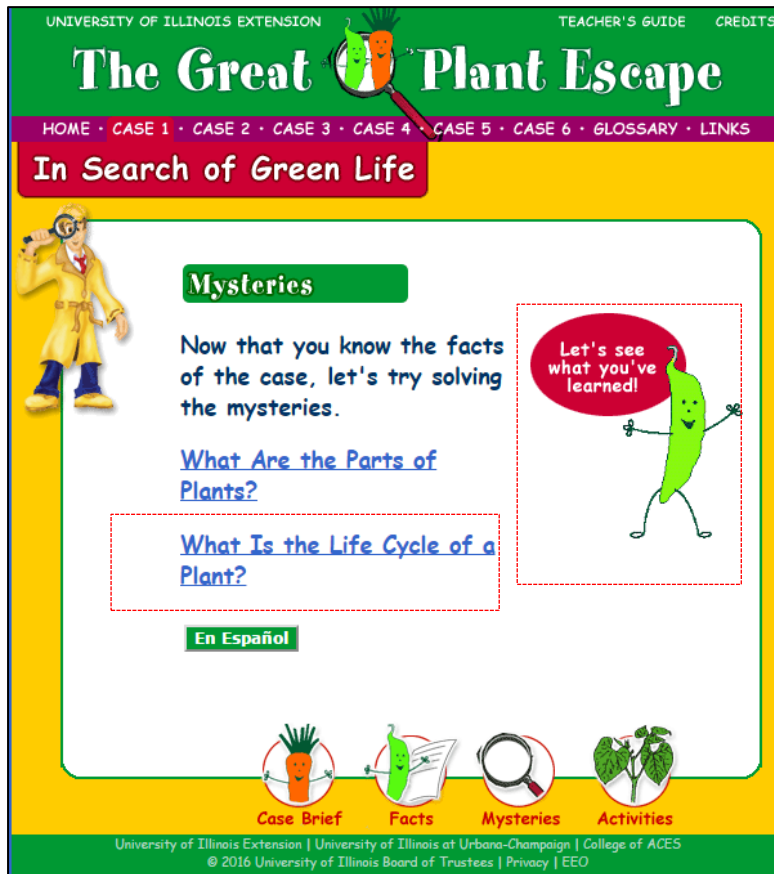 UNIVERSITY OF ILLINOIS EXTENSION TEACHER'S GUIDE CREDITS
The Great Plant Escape
HOME · CASE 1 · CASE 2 · CASE 3 · CASE 4 · CASE 5 · CASE 6 · GLOSSARY · LINKS
In Search of Green Life
Mysteries
Now that you know the facts
of the case, let's try solving
the mysteries.
Let's see
what you've
learned!
What Are the Parts of
Plants?
What Is the Life Cycle of a
Plant?
En Español
Case Brief Facts Mysteries Activities
University of Illinois Extension | University of Illinois at Urbana-Champaign | College of ACES
© 2016 University of Illinois Board of Trustees | Privacy | EEO